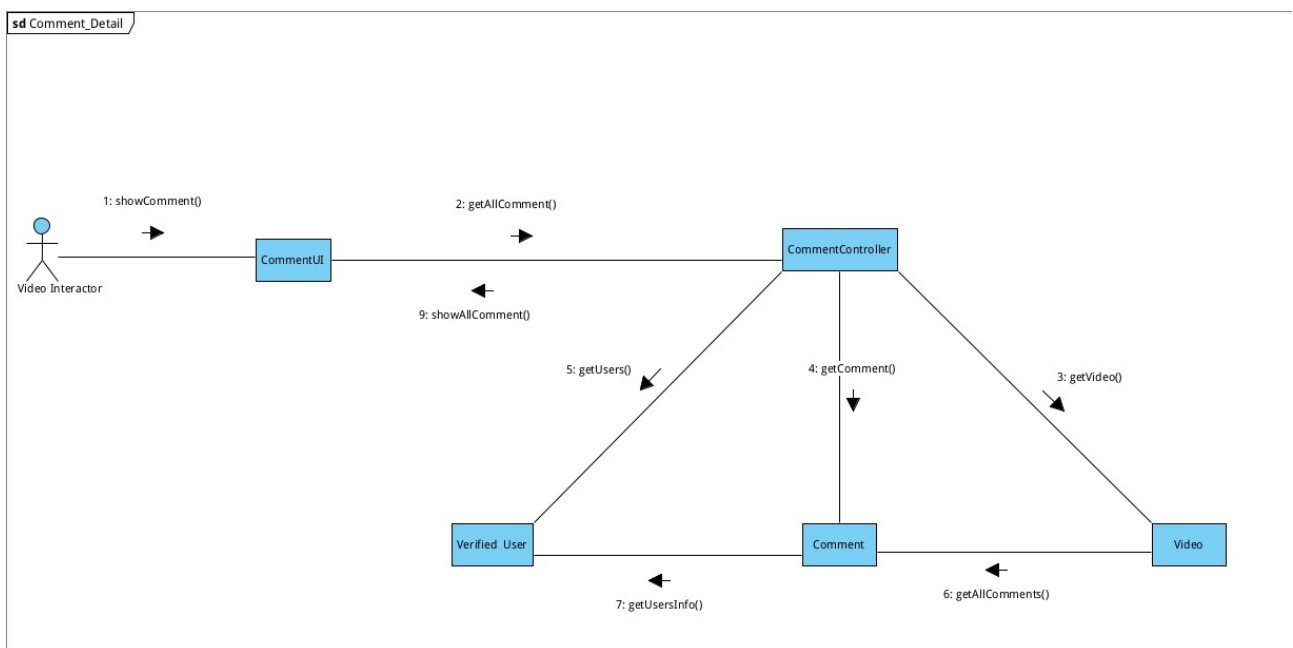 sd Comment_Detail
1: showComment()
2: getAllComment()
CommentController
CommentUI
Video Interactor
9: showAllComment()
5: getUsers()
4: getComment()
3: getVideo()
Verified User
Comment
Video
7: getUsersInfo()
6: getAllComments()